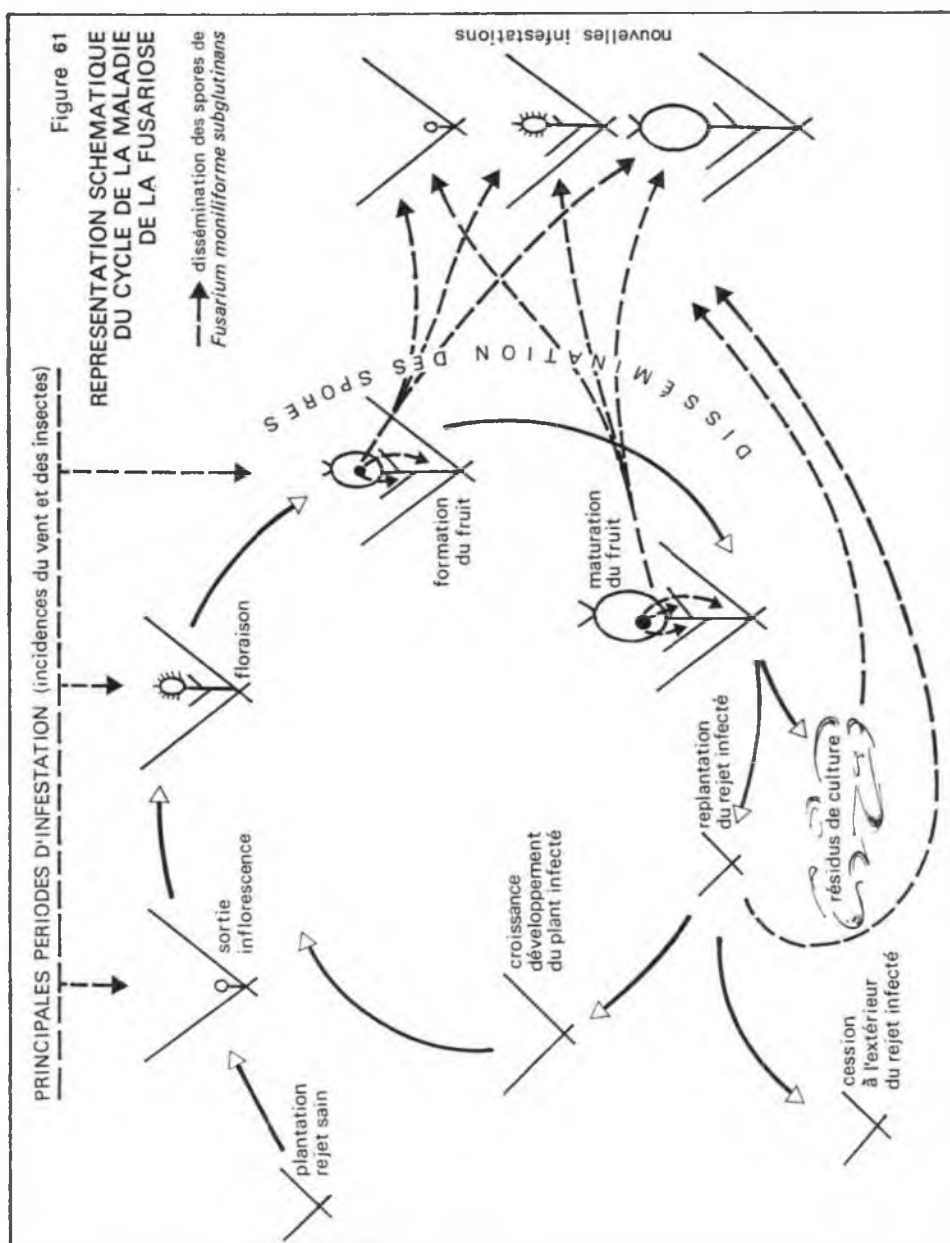 Figure 61
REPRESENTATION SCHEMATIQUE
DU CYCLE DE LA MALADIE
DE LA FUSARIOSE
dissémination des spores de
Fusarium moniliforme subglutinans
PRINCIPALES PERIODES D'INFESTATION (incidences du vent et des insectes)
plantation
rejet sain
sortie
inflorescence
floraison
formation
du fruit
DISSÉMINATION DES SPORES
nouvelles infestations
maturation
du fruit
croissance
développement
du plant infecté
replantation
du rejet infecté
résidus de culture
cession
à l'extérieur
du rejet infecté